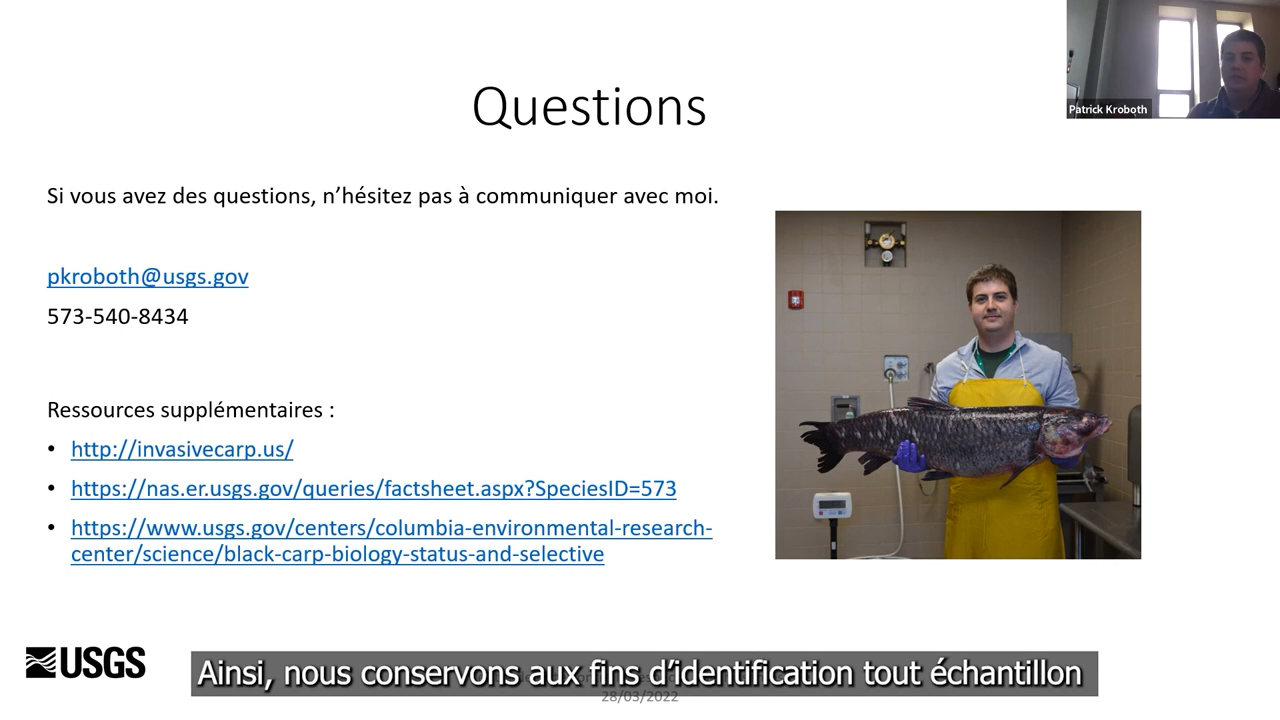 Patrick Kroboth
Questions
Si vous avez des questions, n’hésitez pas à communiquer avec moi.
pkroboth@usgs.gov
573-540-8434
Ressources supplémentaires :
• http://invasivecarp.us/
• https://nas.er.usgs.gov/queries/factsheet.aspx?SpeciesID=573
• https://www.usgs.gov/centers/columbia-environmental-research-
center/science/black-carp-biology-status-and-selective
USGS
Ainsi, nous conservons aux fins d’identification tout échantillon
28/03/2022